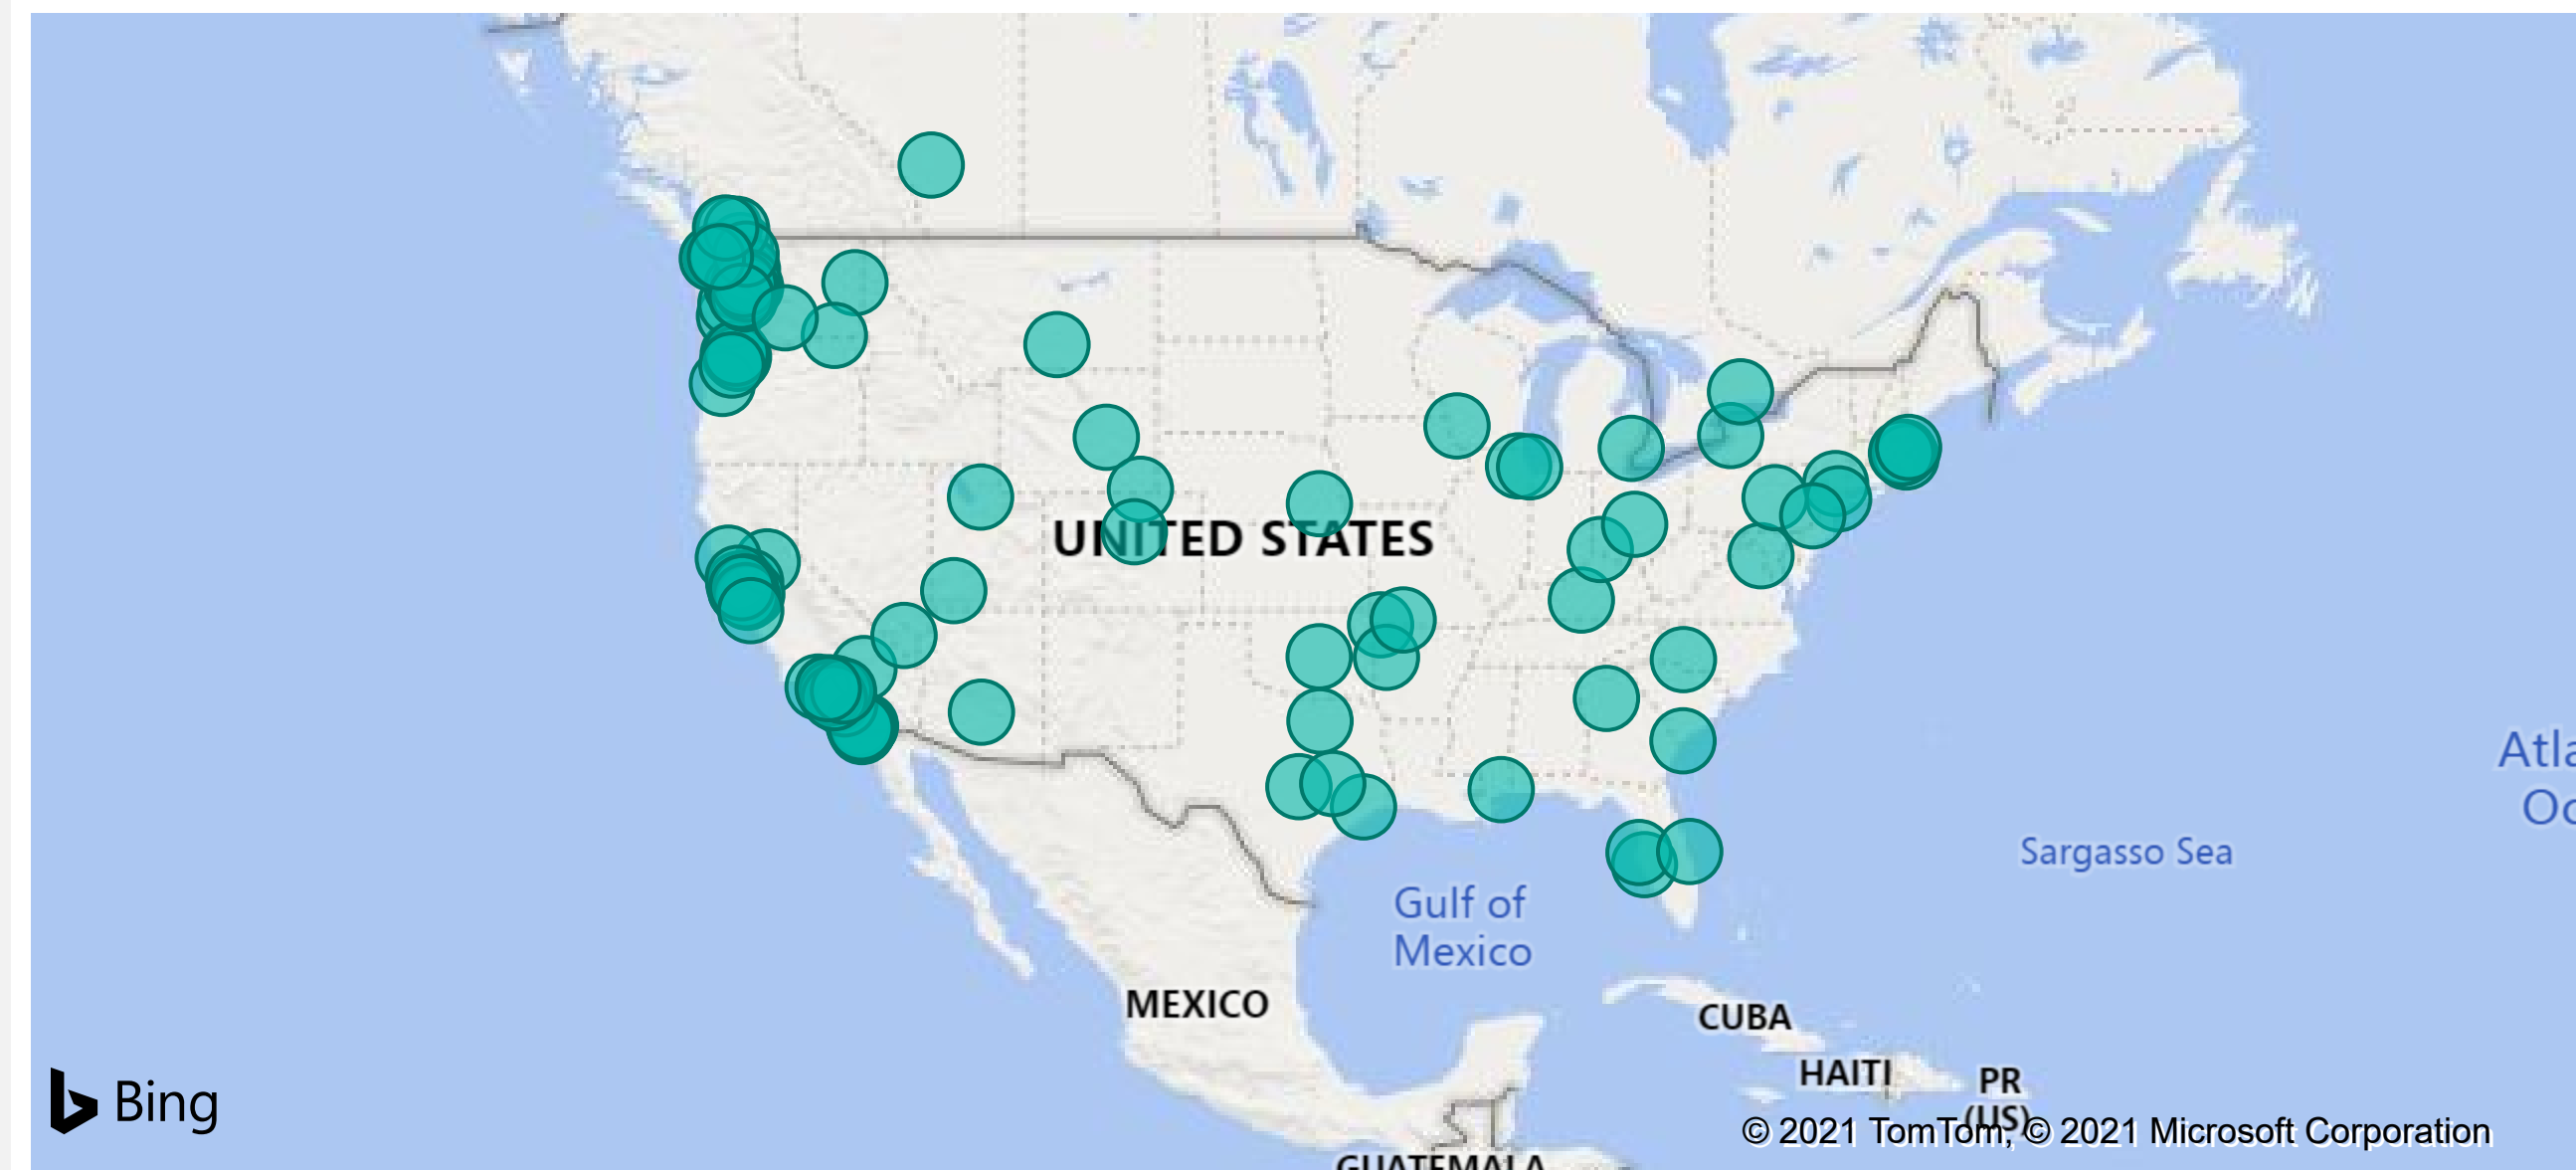 UNITED STATES
Atla
Oc
Sargasso Sea
Gulf of
Mexico
MEXICO
CUBA
HAITI
PR
(US)
Bing
© 2021 TomTom, © 2021 Microsoft Corporation
GUATEMALA